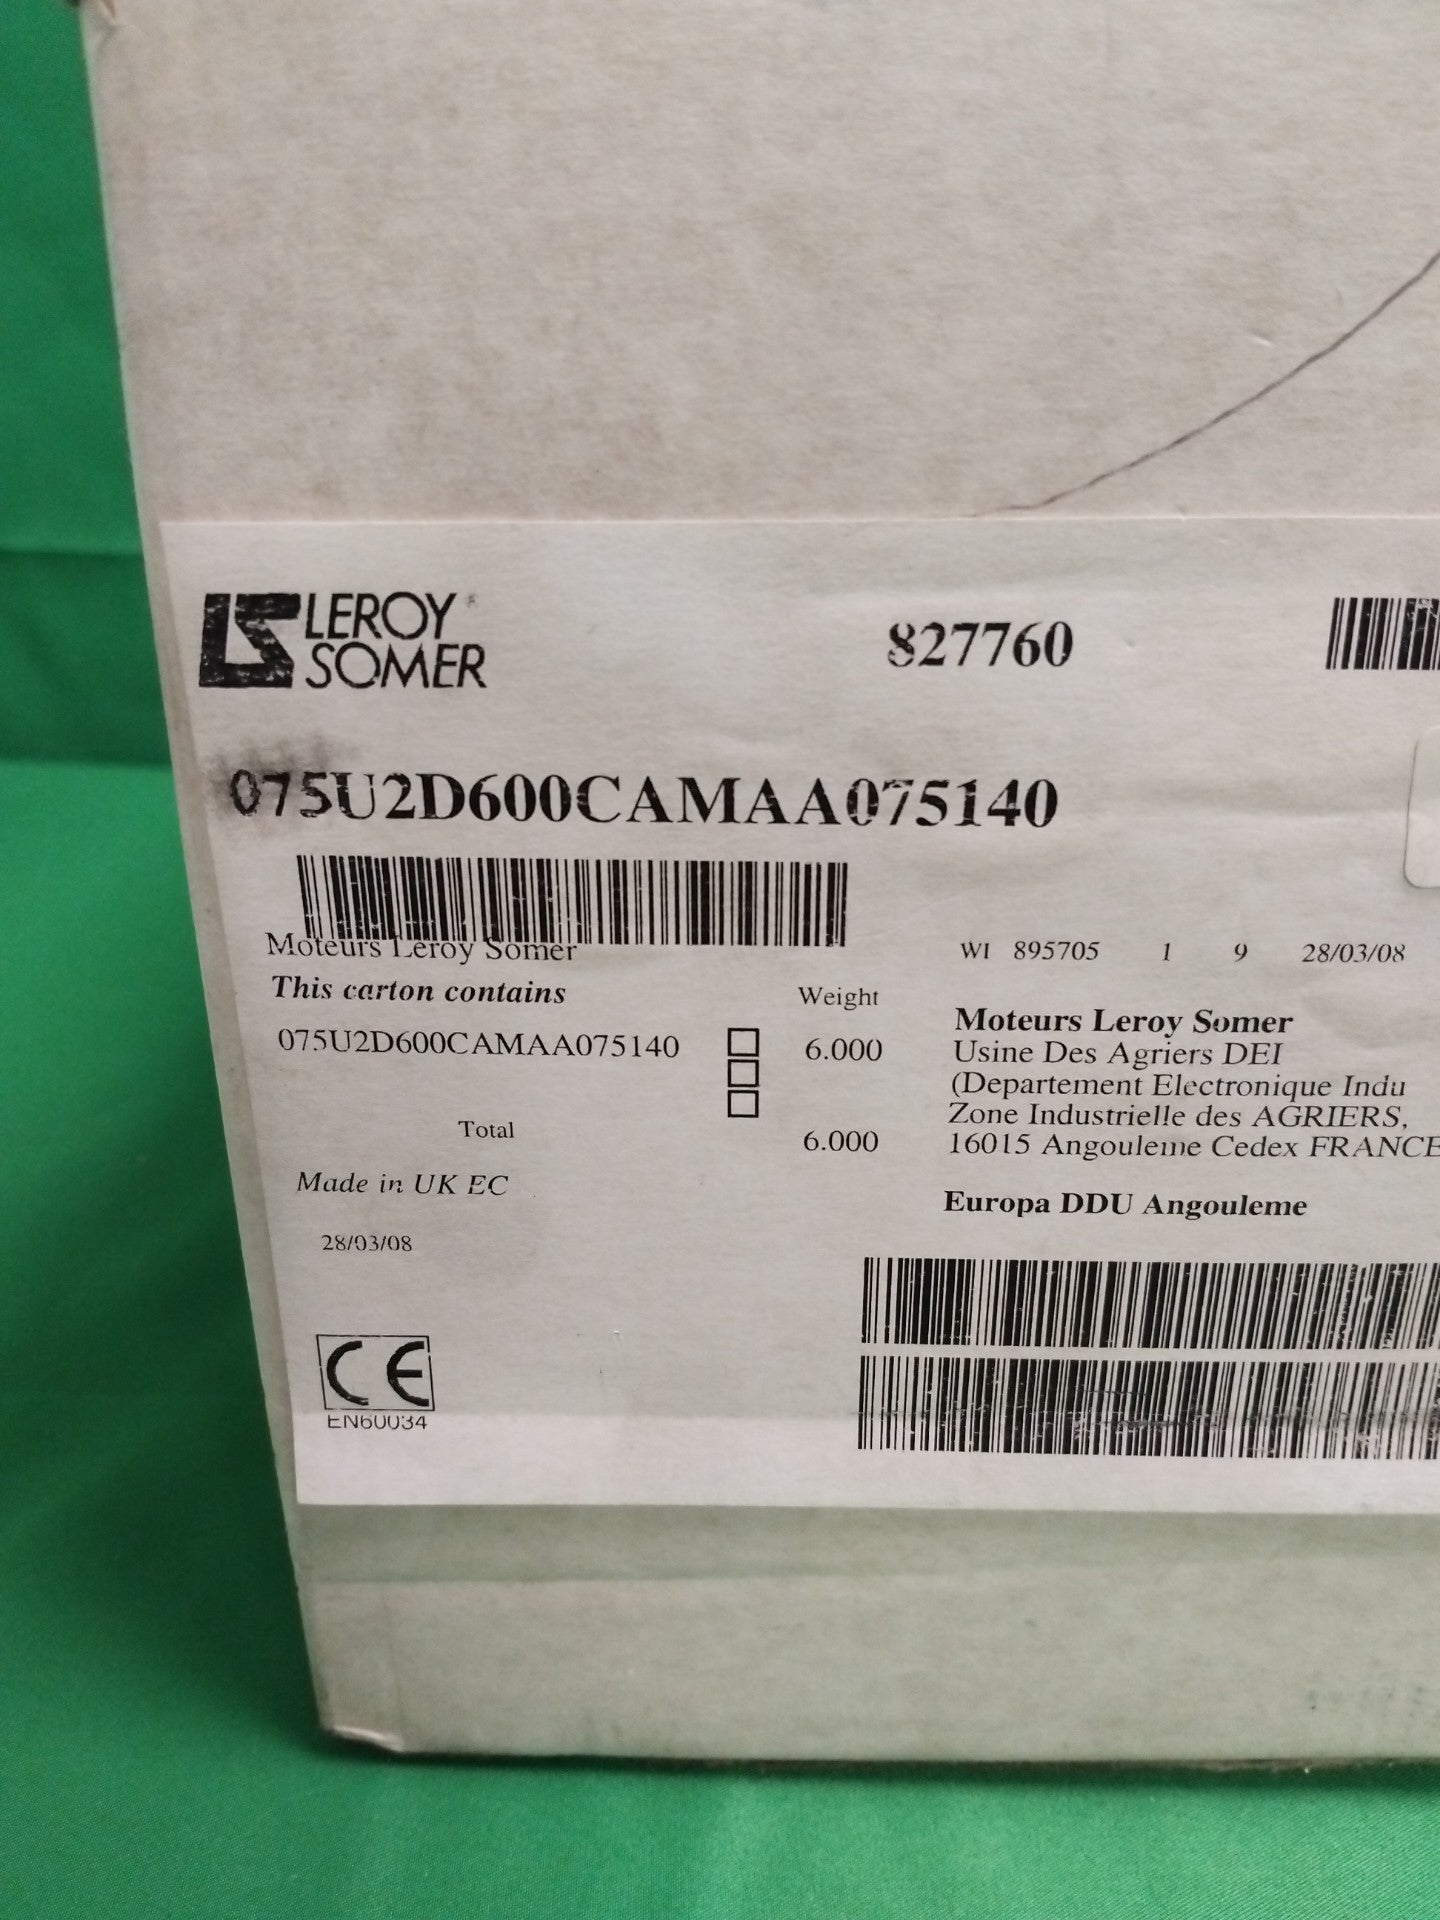 LEROY
SOMER
827760
075U2D600CAMAA075140
Moteurs Leroy Somer
WI 895705 1 9 28/03/08
This carton contains
Weight
075U2D600CAMAA075140
6.000
Total
6.000
Made in UK EC
28/03/08
Moteurs Leroy Somer
Usine Des Agriers DEI
(Departement Electronique Indu
Zone Industrielle des AGRIERS,
16015 Angouleme Cedex FRANCE
Europa DDU Angouleme
CE
EN60034